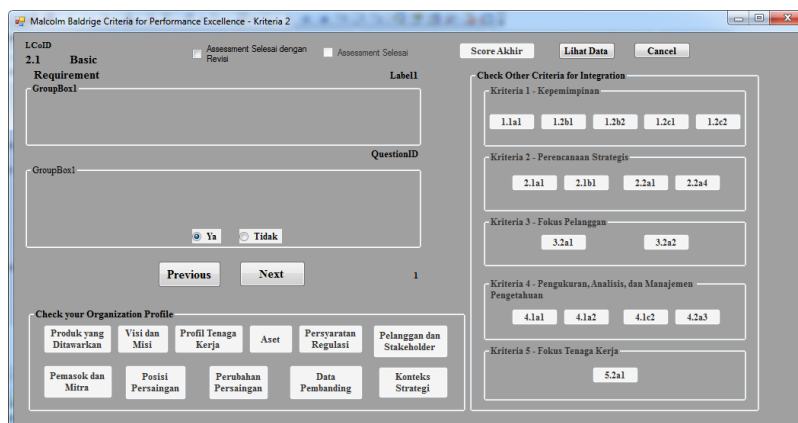 Malcolm Baldrige Criteria for Performance Excellence - Kriteria 2
LCoID
2.1 Basic
Requirement
Assessment Selesai dengan
Revisi
Assessment Selesai
Label1
GroupBox1
QuestionID
GroupBox1
Ya
Tidak
Previous
Next
1
Check your Organization Profile
Produk yang
Ditawarkan
Visi dan
Misi
Profil Tenaga
Kerja
Aset
Persyaratan
Regulasi
Pelanggan dan
Stakeholder
Pemasok dan
Mitra
Posisi
Persaingan
Perubahan
Persaingan
Data
Pembanding
Konteks
Strategi
Score Akhir
Lihat Data
Cancel
Check Other Criteria for Integration
Kriteria 1 - Kepemimpinan
1.1a1 1.2b1 1.2b2 1.2c1 1.2c2
Kriteria 2 - Perencanaan Strategis
2.1a1 2.1b1 2.2a1 2.2a4
Kriteria 3 - Fokus Pelanggan
3.2a1 3.2a2
Kriteria 4 - Pengukuran, Analisis, dan Manajemen
Pengetahuan
4.1a1 4.1a2 4.1c2 4.2a3
Kriteria 5 - Fokus Tenaga Kerja
5.2a1